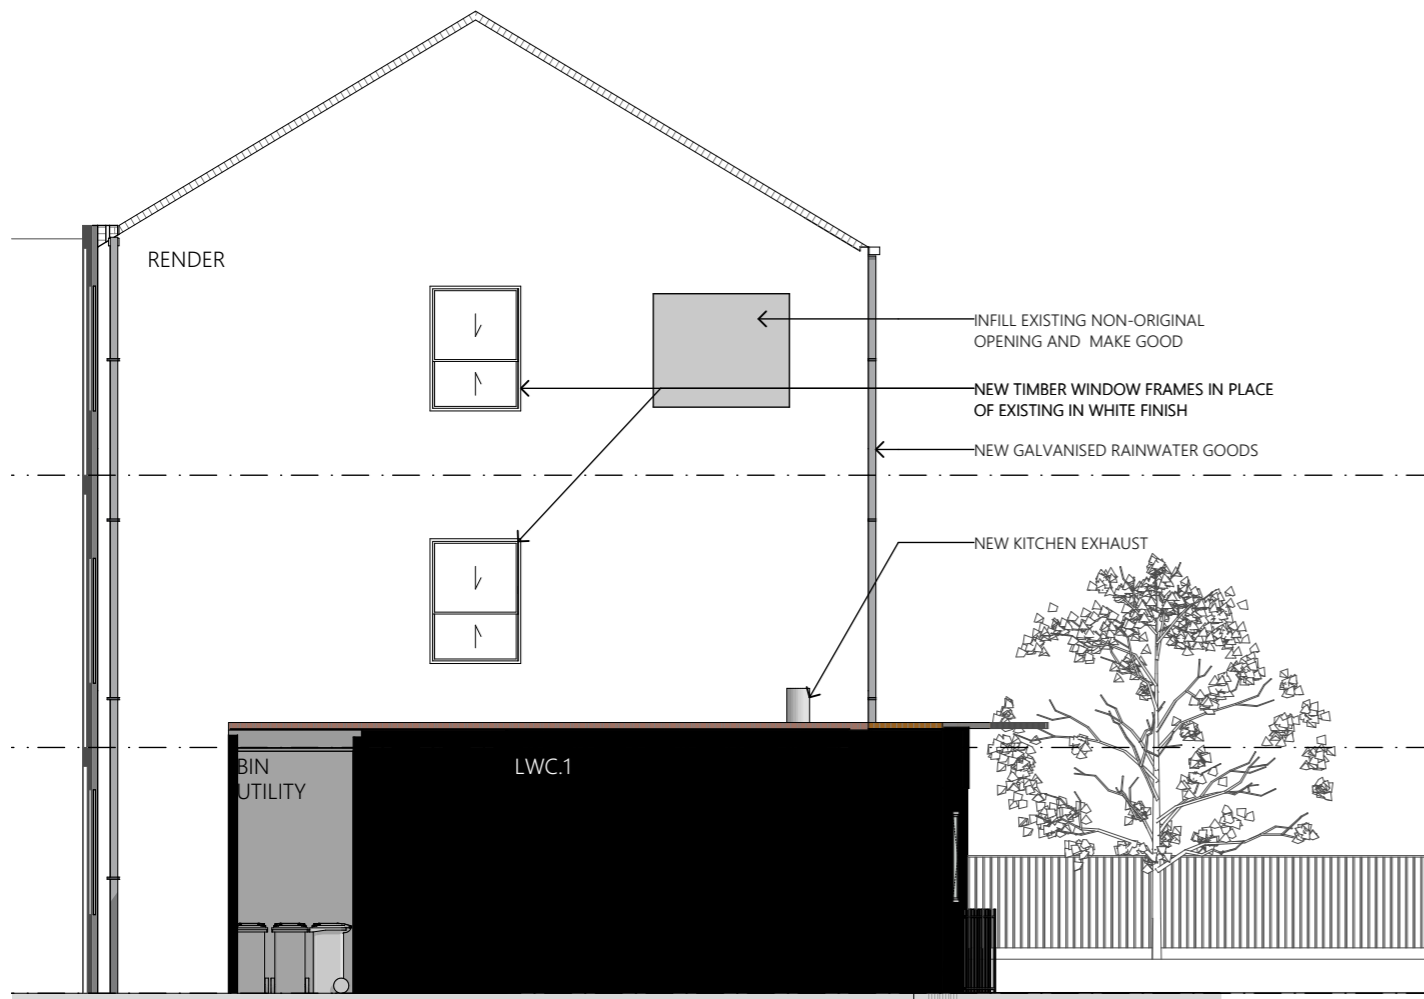 RENDER
INFILL EXISTING NON-ORIGINAL
OPENING AND MAKE GOOD
NEW TIMBER WINDOW FRAMES IN PLACE
OF EXISTING IN WHITE FINISH
NEW GALVANISED RAINWATER GOODS
NEW KITCHEN EXHAUST
BIN
UTILITY
LWC.1